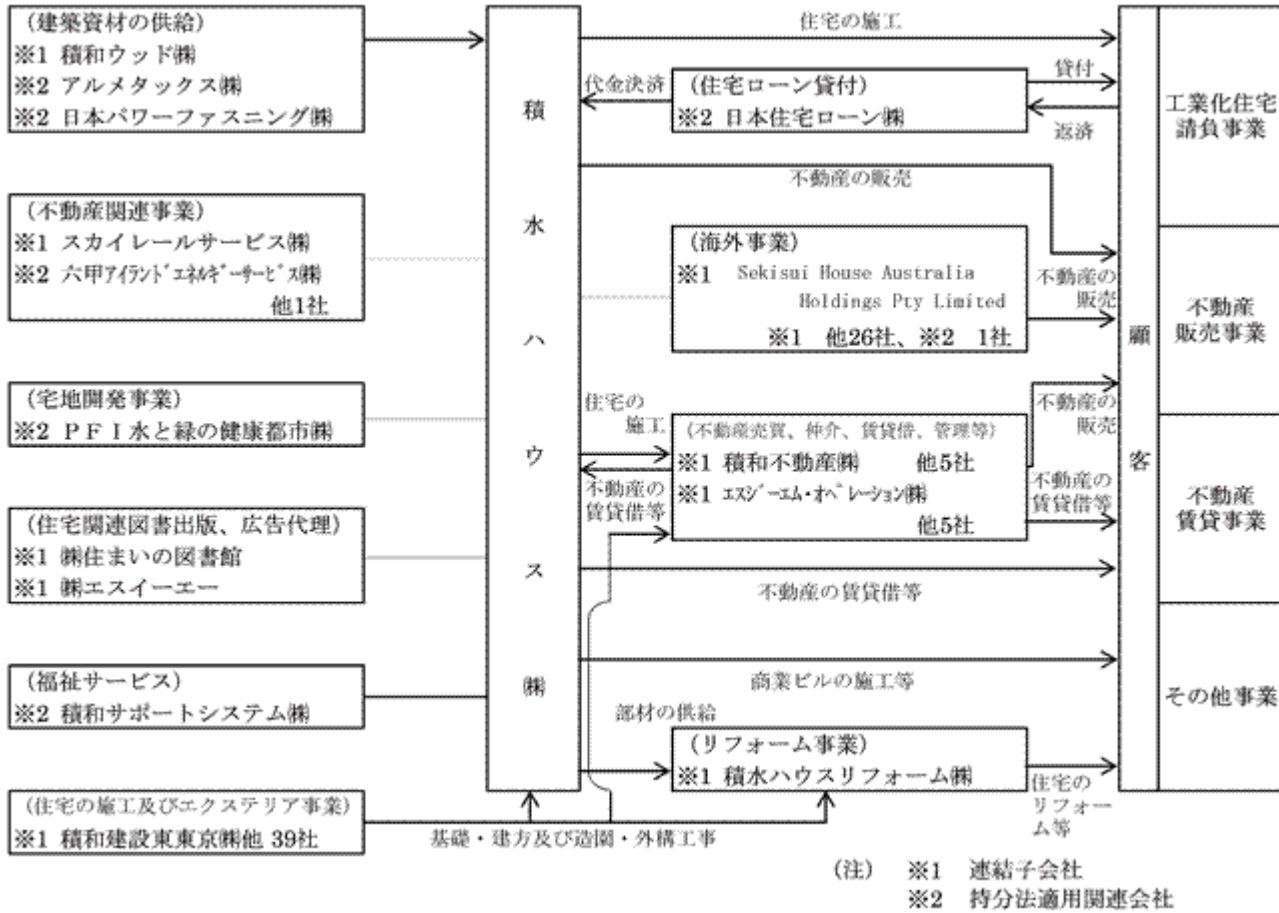 (建築資材の供給)
※1 積和ウッド㈱
※2 アルメタックス㈱
※2 日本パワーファスニング㈱
(不動産関連事業)
※1 スカイレールサービス㈱
※2 六甲アイランドエネルギーサービス㈱
他1社
(宅地開発事業)
※2 PFI水と緑の健康都市㈱
(住宅関連図書出版、広告代理)
※1 ㈱住まいの図書館
※1 ㈱エスイーエー
(福祉サービス)
※2 積和サポートシステム㈱
(住宅の施工及びエクステリア事業)
※1 積和建設東東京㈱他 39社
積
水
ハ
ウ
ス
㈱
住宅の施工
代金決済
(住宅ローン貸付)
※2 日本住宅ローン㈱
貸付
返済
不動産の販売
(海外事業)
※1 Sekisui House Australia
Holdings Pty Limited
※1 他26社、※2 1社
不動産の
販売
住宅の
施工
(不動産売買、仲介、賃貸借、管理等)
※1 積和不動産㈱ 他5社
※1 エスジーエム・オペレーション㈱
他5社
不動産の
賃貸借等
不動産の
販売
不動産の
賃貸借等
不動産の賃貸借等
商業ビルの施工等
部材の供給
(リフォーム事業)
※1 積水ハウスリフォーム㈱
住宅の
リフォー
ム等
基礎・建方及び造園・外構工事
顧
客
工業化住宅
請負事業
不動産
販売事業
不動産
賃貸事業
その他事業
(注) ※1 連結子会社
※2 持分法適用関連会社